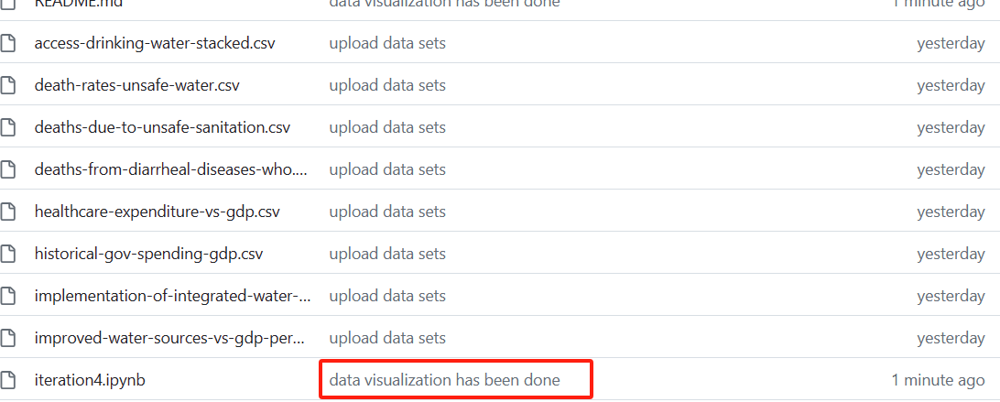 README.md data visualization has been done 1 minute ago
access-drinking-water-stacked.csv upload data sets yesterday
death-rates-unsafe-water.csv upload data sets yesterday
deaths-due-to-unsafe-sanitation.csv upload data sets yesterday
deaths-from-diarrheal-diseases-who.... upload data sets yesterday
healthcare-expenditure-vs-gdp.csv upload data sets yesterday
historical-gov-spending-gdp.csv upload data sets yesterday
implementation-of-integrated-water-... upload data sets yesterday
improved-water-sources-vs-gdp-per... upload data sets yesterday
iteration4.ipynb data visualization has been done 1 minute ago